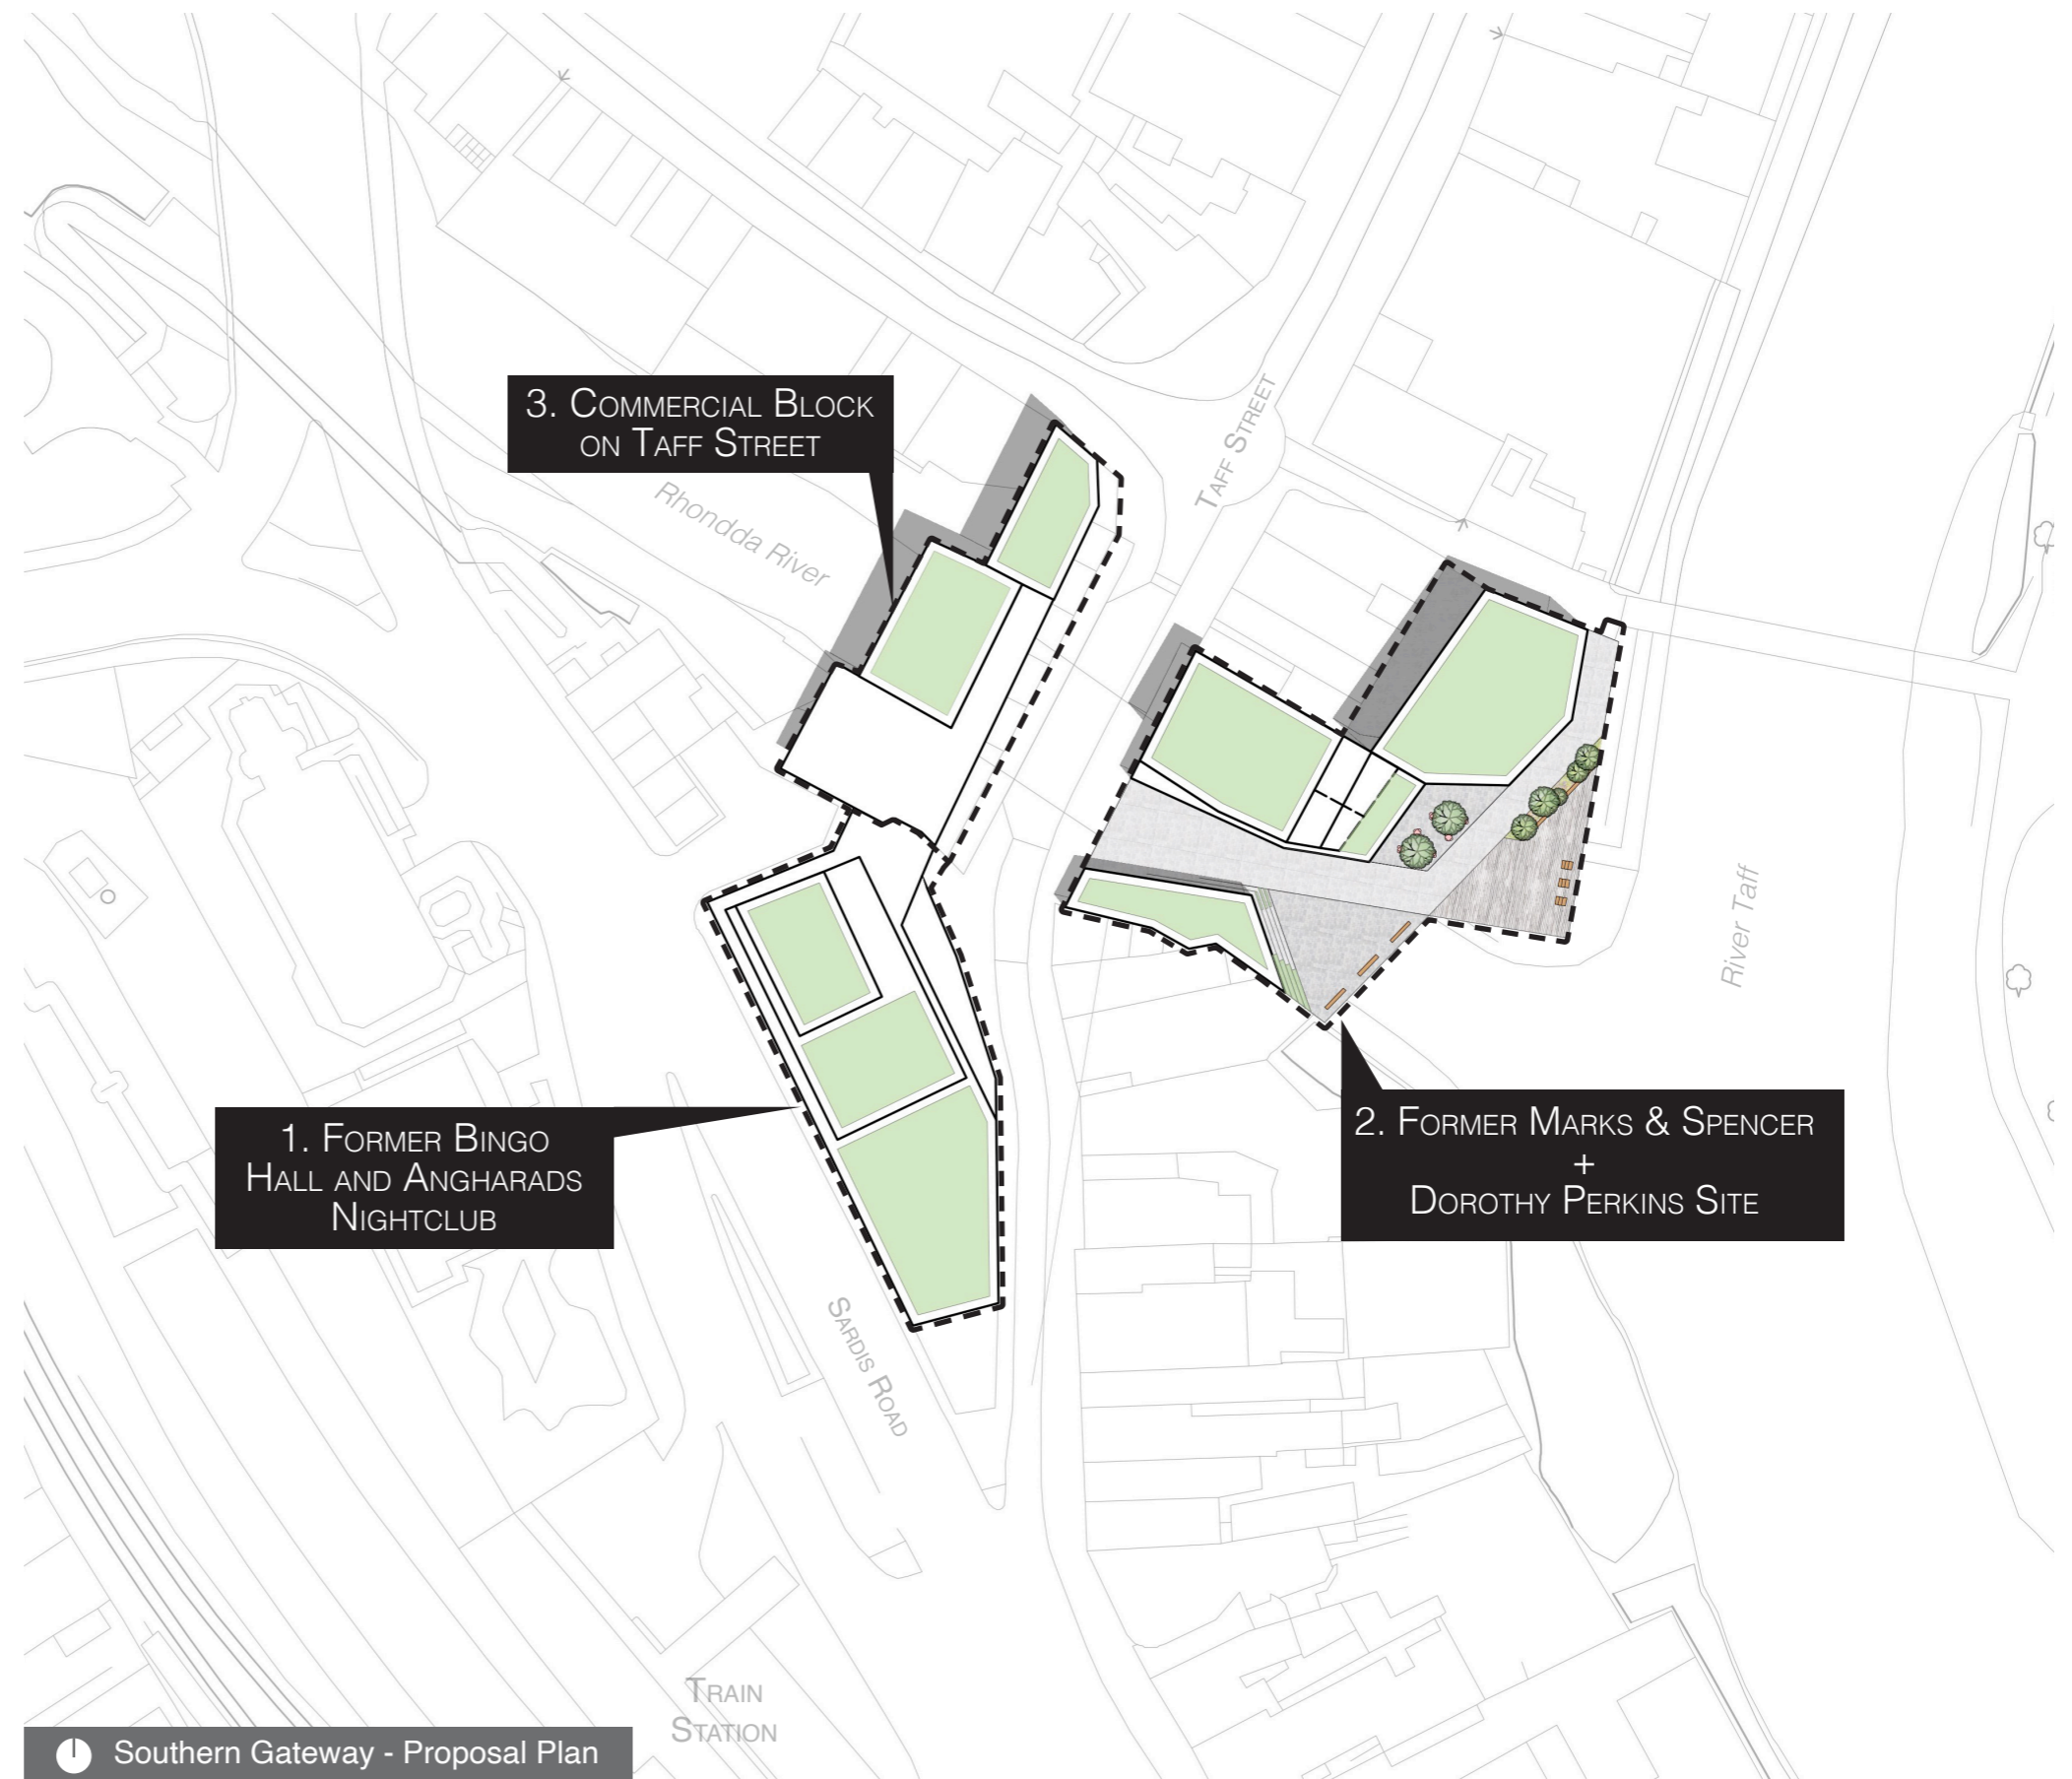 3. Commercial Block
on Taff Street
Taff Street
Rhondda River
River Taff
1. Former Bingo
Hall and Angharads
Nightclub
2. Former Marks & Spencer
+
Dorothy Perkins Site
Sardis Road
Train
Station
Southern Gateway - Proposal Plan